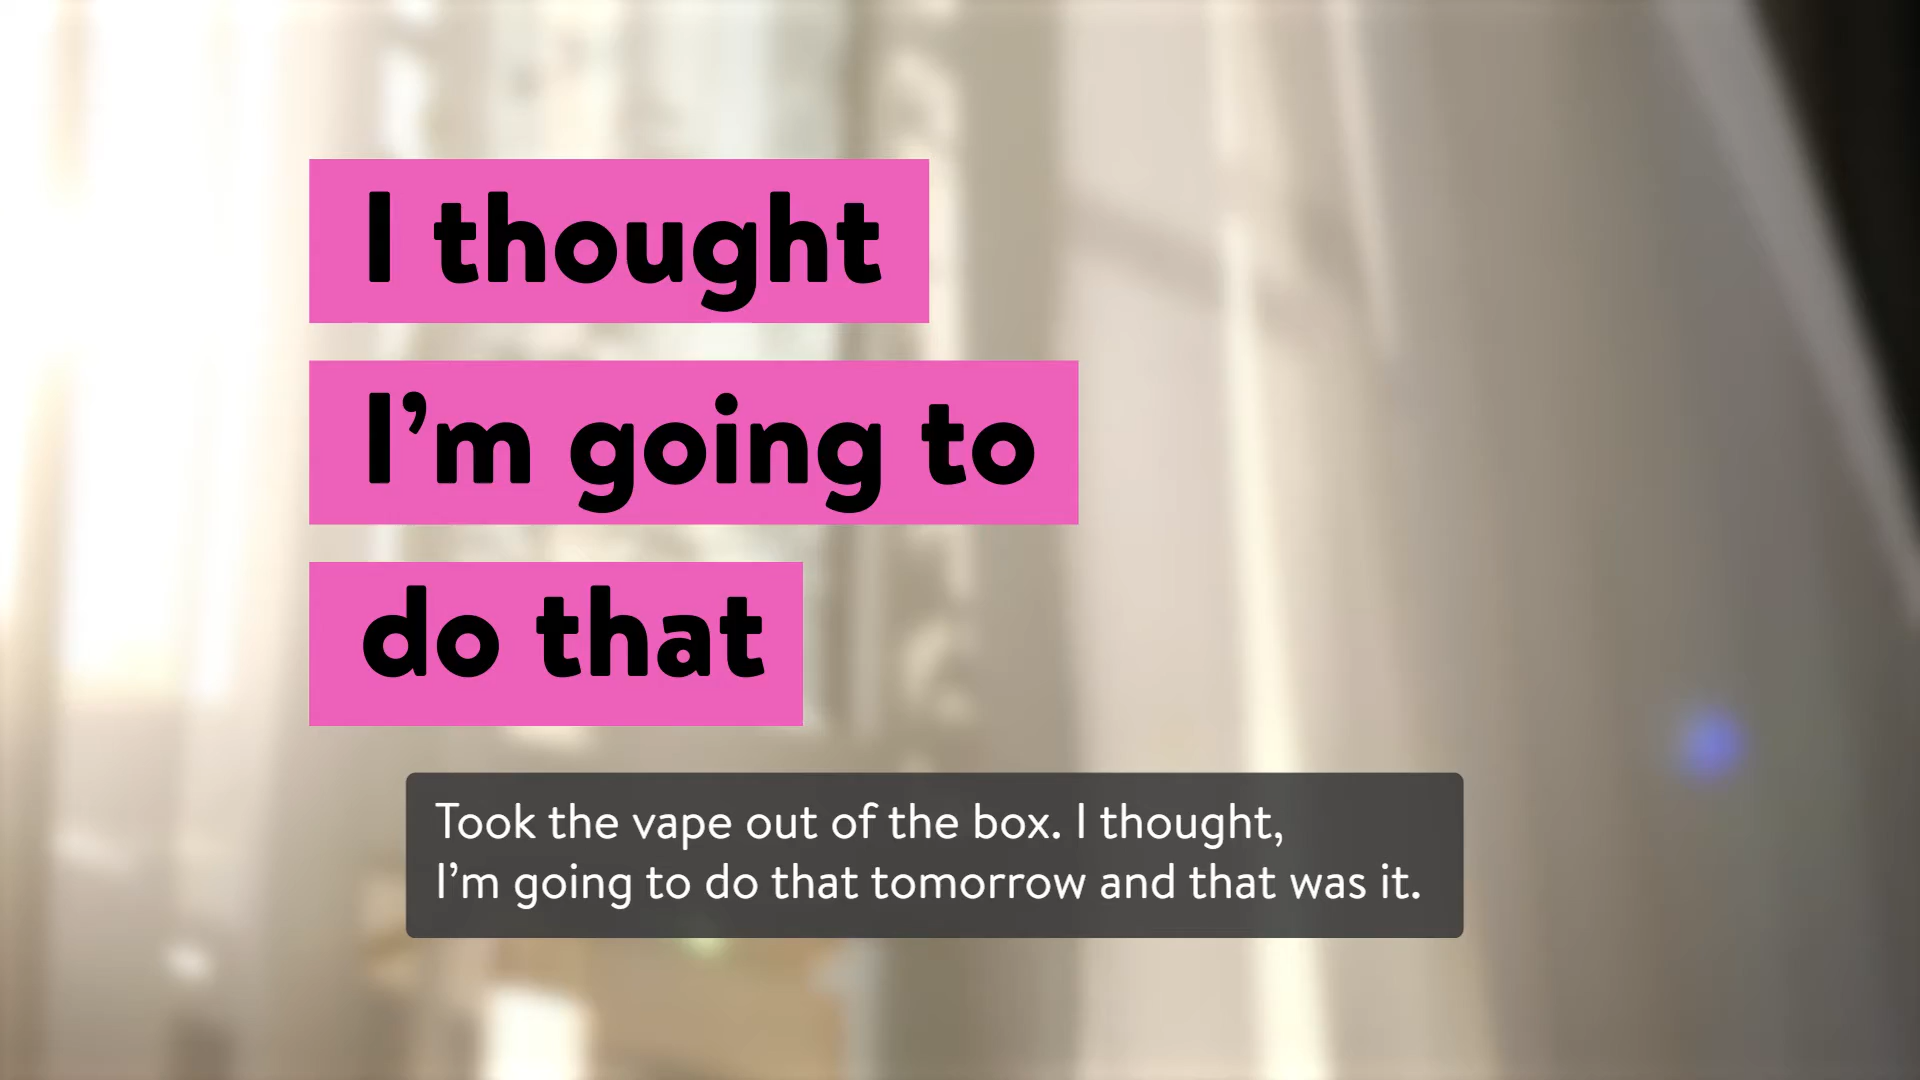 I thought
I’m going to
do that
Took the vape out of the box. I thought,
I’m going to do that tomorrow and that was it.